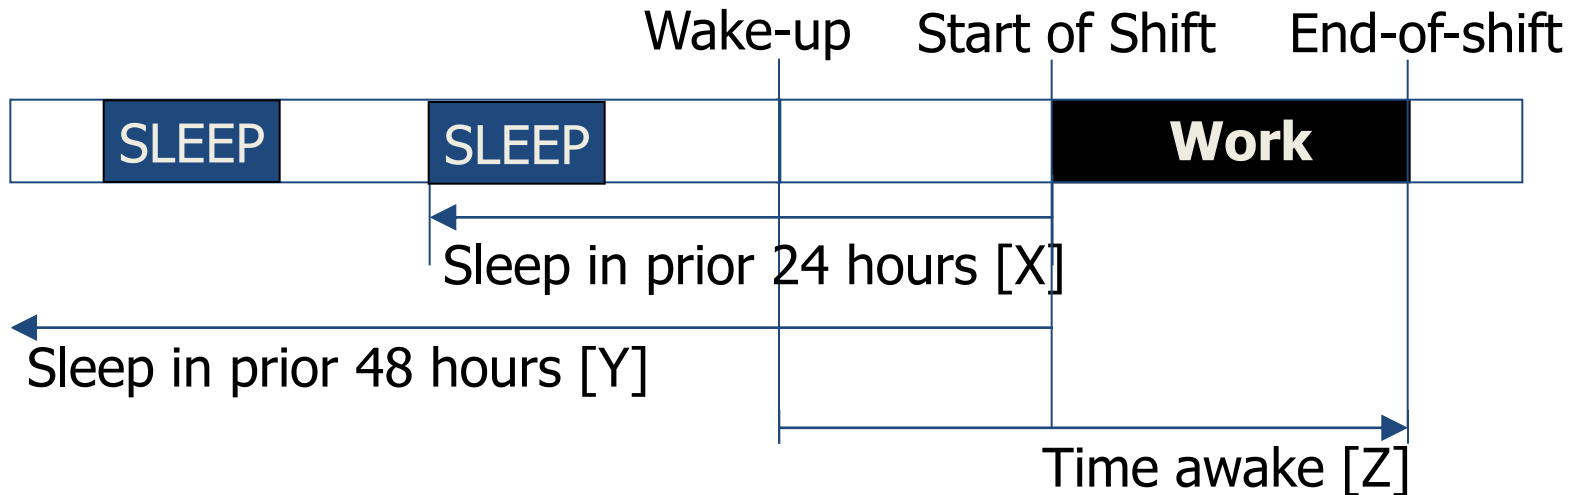 Wake-up Start of Shift End-of-shift
SLEEP SLEEP Work
Sleep in prior 24 hours [X]
Sleep in prior 48 hours [Y]
Time awake [Z]